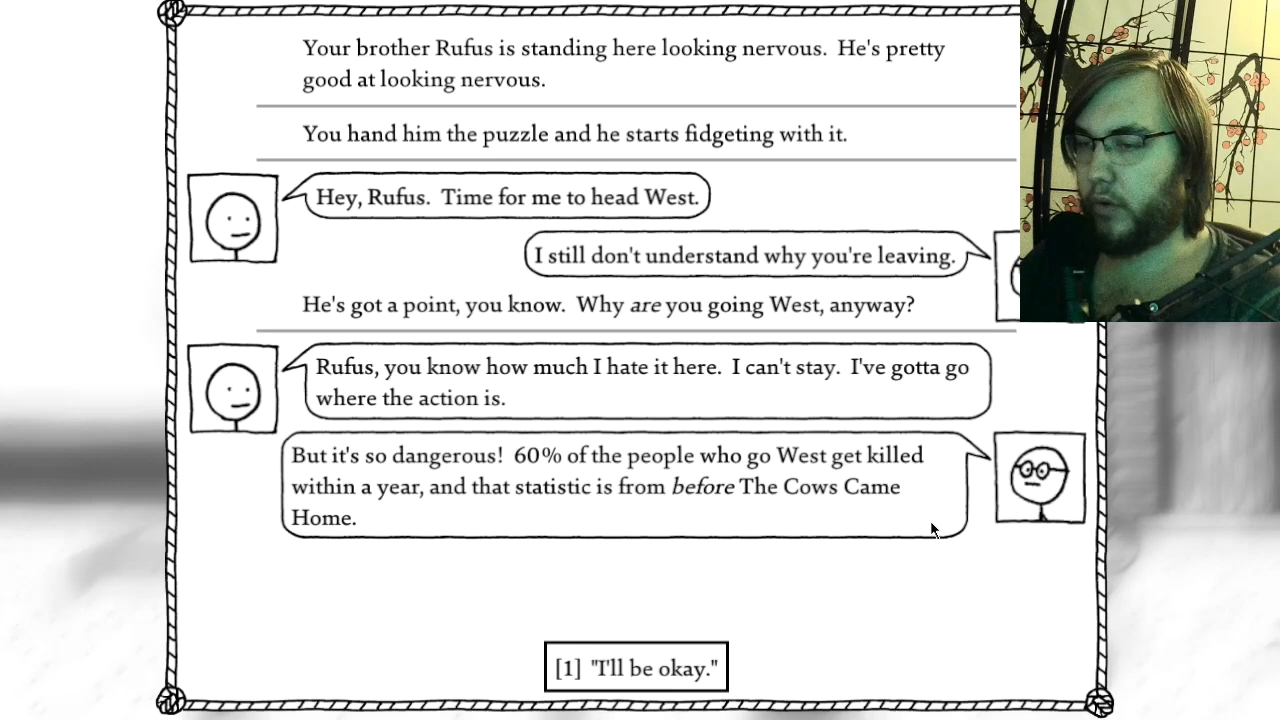 Your brother Rufus is standing here looking nervous.  He's pretty
good at looking nervous.
You hand him the puzzle and he starts fidgeting with it.
Hey, Rufus.  Time for me to head West.
I still don't understand why you're leaving.
He's got a point, you know.  Why are you going West, anyway?
Rufus, you know how much I hate it here.  I can't stay.  I've gotta go
where the action is.
But it's so dangerous!  60% of the people who go West get killed
within a year, and that statistic is from before The Cows Came
Home.
[1]  "I'll be okay."